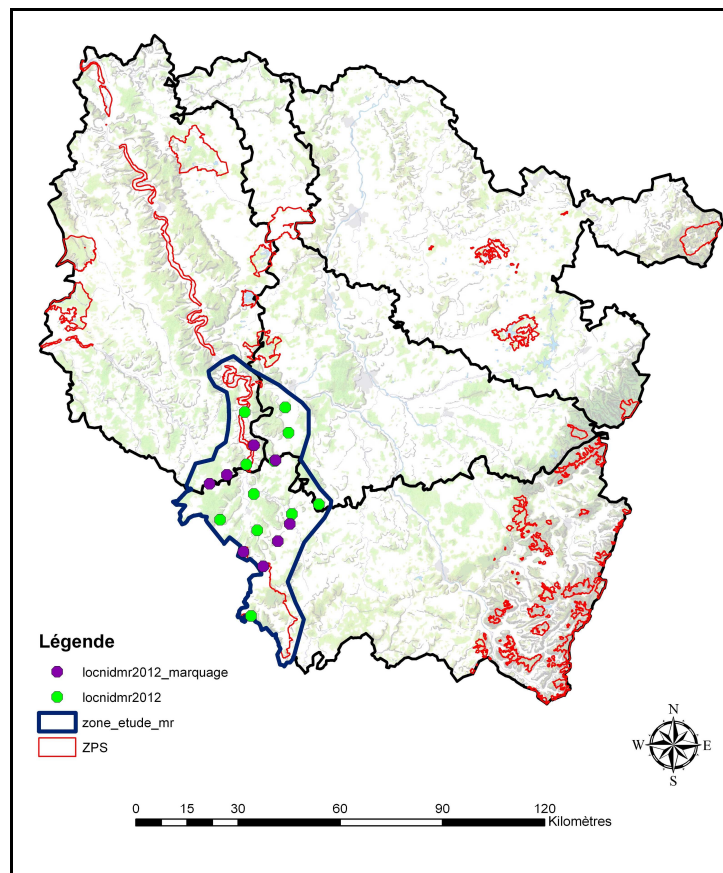 Légende
locnidmr2012_marquage
locnidmr2012
zone_etude_mr
ZPS
N
W E
S
0 15 30 60 90 120
Kilomètres